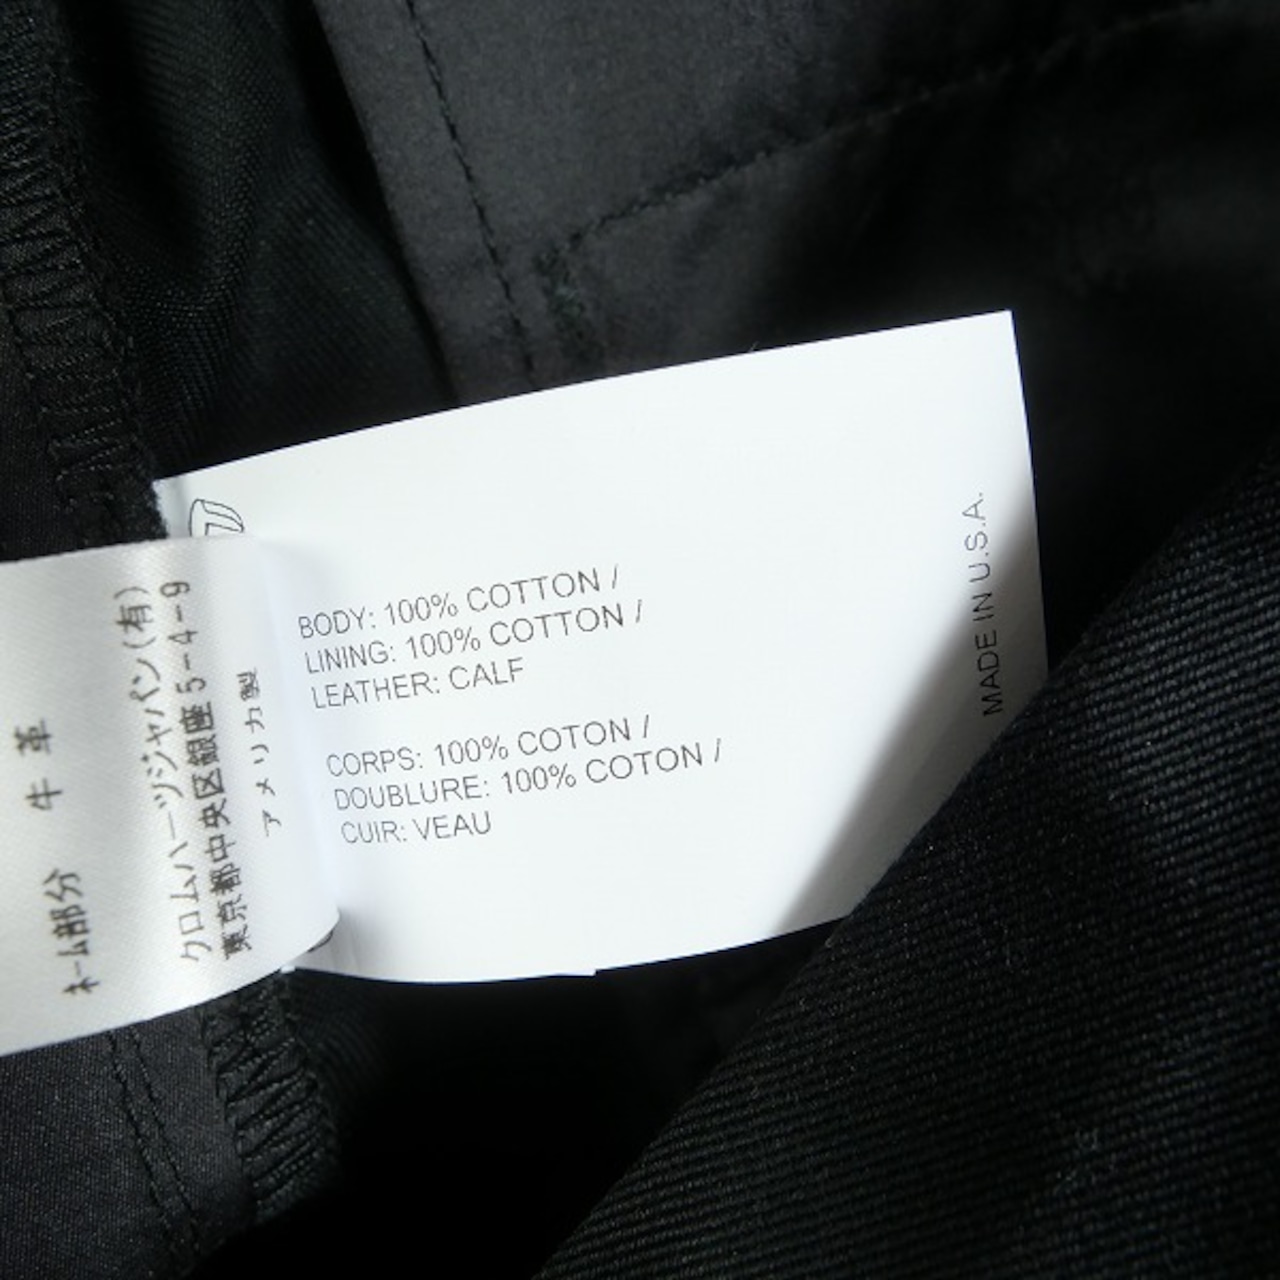 BODY: 100% COTTON /
LINING: 100% COTTON /
LEATHER: CALF
CORPS: 100% COTON /
DOUBLURE: 100% COTON /
CUIR: VEAU
MADE IN U.S.A.
ネーム部分 牛革
クロムハーツジャパン(有)
東京都中央区銀座5-4-9
アメリカ製